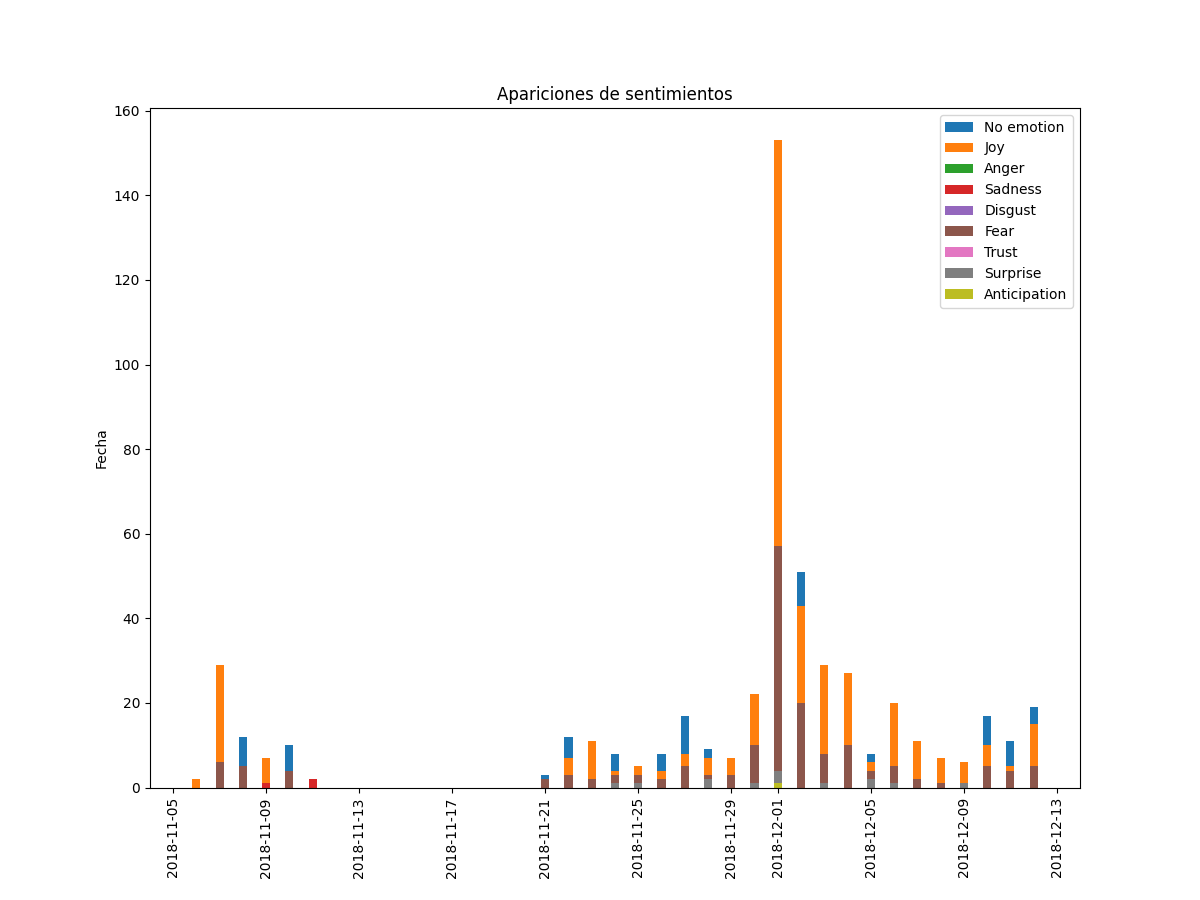 Apariciones de sentimientos
160
140
120
100
80
60
40
20
0
Fecha
No emotion
Joy
Anger
Sadness
Disgust
Fear
Trust
Surprise
Anticipation
2018-11-05
2018-11-09
2018-11-13
2018-11-17
2018-11-21
2018-11-25
2018-11-29
2018-12-01
2018-12-05
2018-12-09
2018-12-13